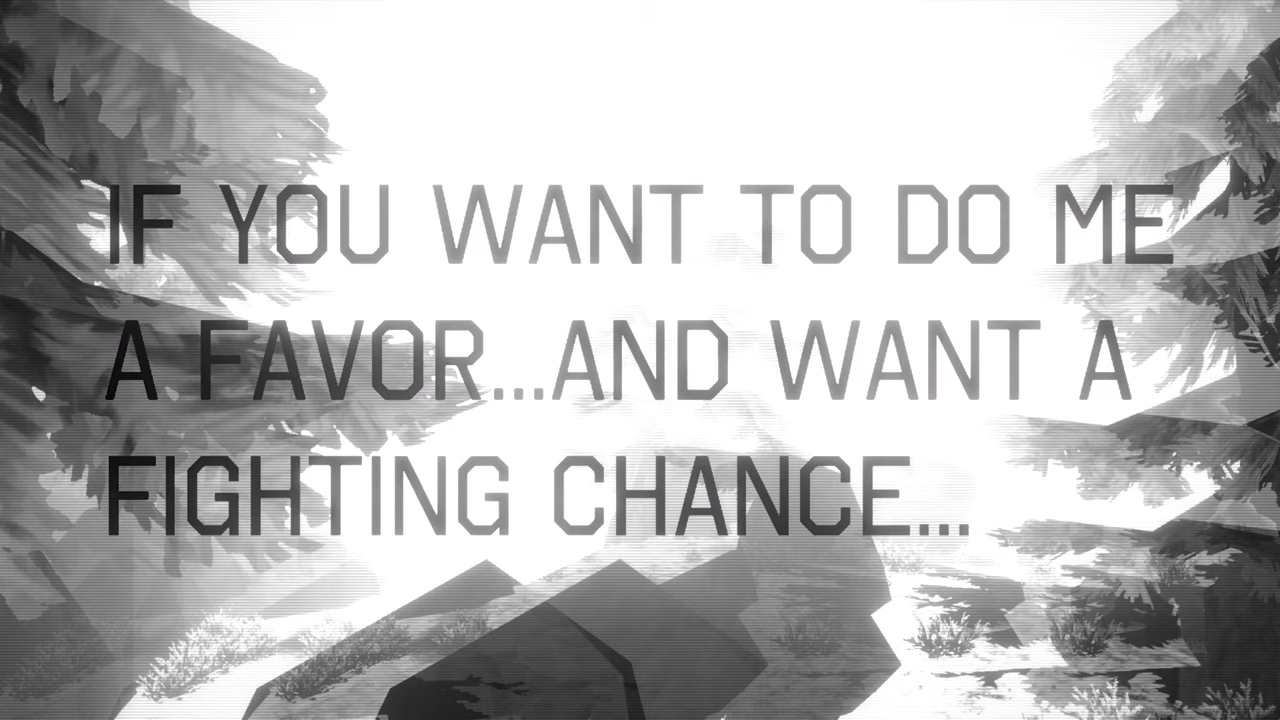 IF YOU WANT TO DO ME
A FAVOR...AND WANT A
FIGHTING CHANCE...